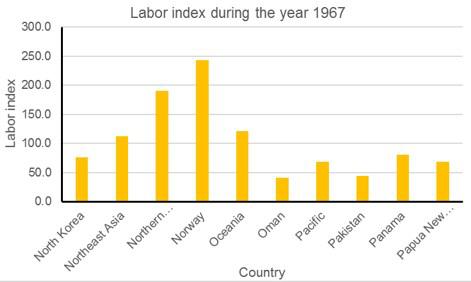 Labor index during the year 1967
Labor index
300.0
250.0
200.0
150.0
100.0
50.0
0.0
North Korea
Northeast Asia
Northern...
Norway
Oceania
Oman
Pacific
Pakistan
Panama
Papua New...
Country